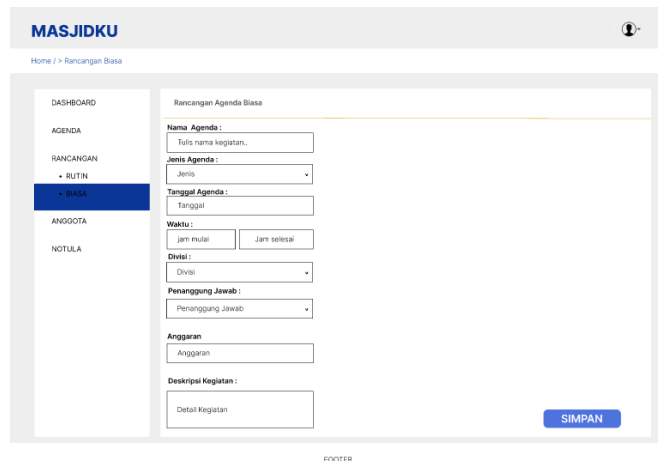 MASJIDKU
Home / > Rancangan Biasa
DASHBOARD
AGENDA
RANCANGAN
• RUTIN
• BIASA
ANGGOTA
NOTULA
Rancangan Agenda Biasa
Nama Agenda :
Tulis nama kegiatan..
Jenis Agenda :
Jenis
Tanggal Agenda :
Tanggal
Waktu :
jam mulai Jam selesai
Divisi :
Divisi
Penanggung Jawab :
Penanggung Jawab
Anggaran
Anggaran
Deskripsi Kegiatan :
Detail Kegiatan
SIMPAN
FOOTER